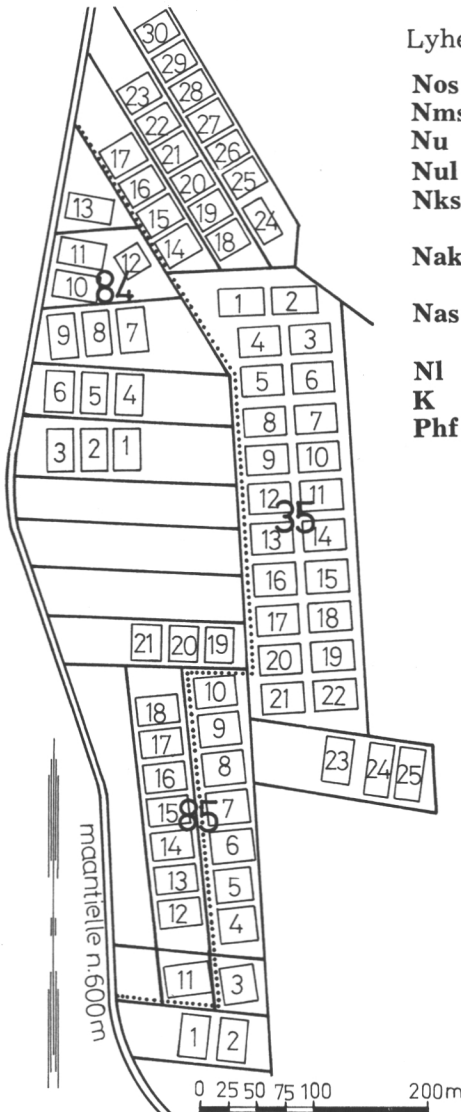 30
29
28
27
26
25
24
23
22
21
20
19
18
17
16
15
14
13
11
12
10
84
9 8 7
6 5 4
3 2 1
1 2
4 3
5 6
8 7
9 10
12 11
35
13 14
16 15
17 18
20 19
21 22
23 24 25
21 20 19
10
9
8
7
6
5
4
3
18
17
16
15
85
14
13
12
11
1 2
maantielle n.600m
0 25 50 75 100 200m
Lyhe
Nos
Nms
Nu
Nul
Nks
Nak
Nas
Nl
K
Phf